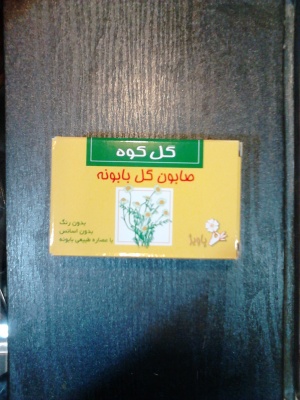 گل کوه
صابون گل بابونه
بدون رنگ
بدون اسانس
با عصاره طبیعی بابونه